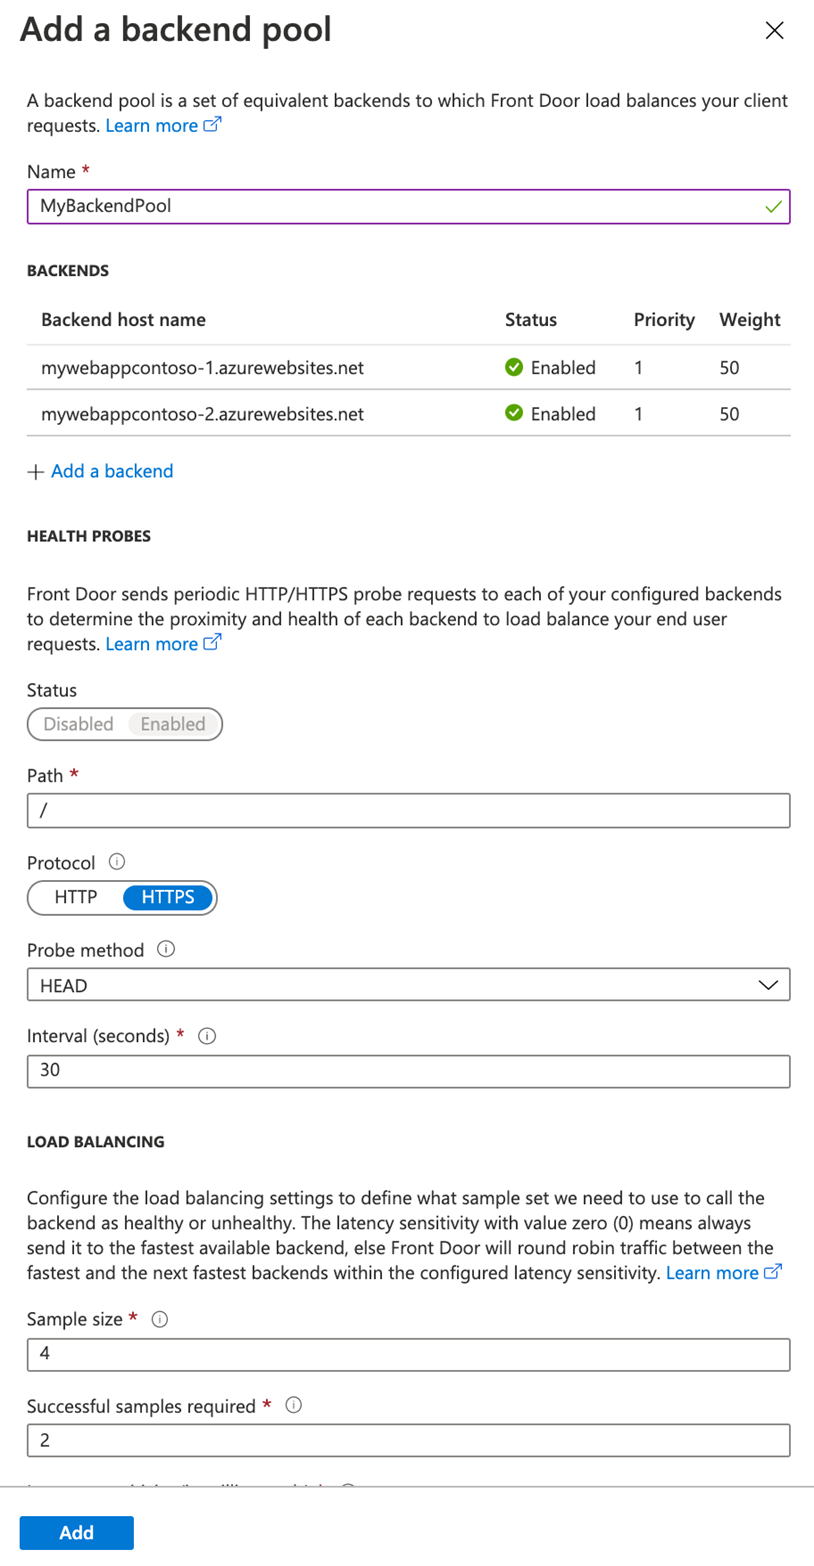 Add a backend pool
A backend pool is a set of equivalent backends to which Front Door load balances your client
requests. Learn more
Name *
MyBackendPool
BACKENDS
Backend host name Status Priority Weight
mywebappcontoso-1.azurewebsites.net Enabled 1 50
mywebappcontoso-2.azurewebsites.net Enabled 1 50
+ Add a backend
HEALTH PROBES
Front Door sends periodic HTTP/HTTPS probe requests to each of your configured backends
to determine the proximity and health of each backend to load balance your end user
requests. Learn more
Status
Disabled Enabled
Path *
/
Protocol
HTTP HTTPS
Probe method
HEAD
Interval (seconds) *
30
LOAD BALANCING
Configure the load balancing settings to define what sample set we need to use to call the
backend as healthy or unhealthy. The latency sensitivity with value zero (0) means always
send it to the fastest available backend, else Front Door will round robin traffic between the
fastest and the next fastest backends within the configured latency sensitivity. Learn more
Sample size *
4
Successful samples required *
2
Add